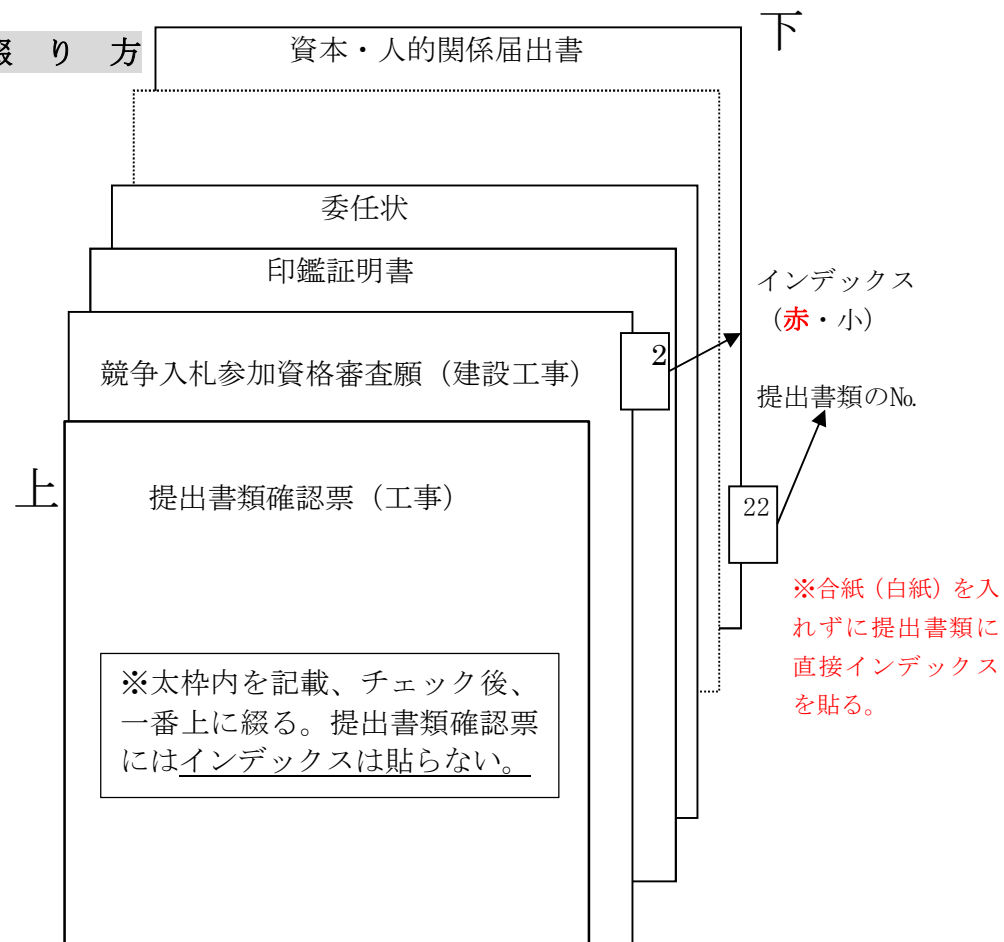 綴り方
下
資本・人的関係届出書
委任状
印鑑証明書
インデックス
（赤・小）
競争入札参加資格審査願（建設工事）
2
提出書類の№
上
提出書類確認票（工事）
22
※合紙（白紙）を入
れずに提出書類に
直接インデックス
を貼る。
※太枠内を記載、チェック後、
一番上に綴る。提出書類確認票
にはインデックスは貼らない。